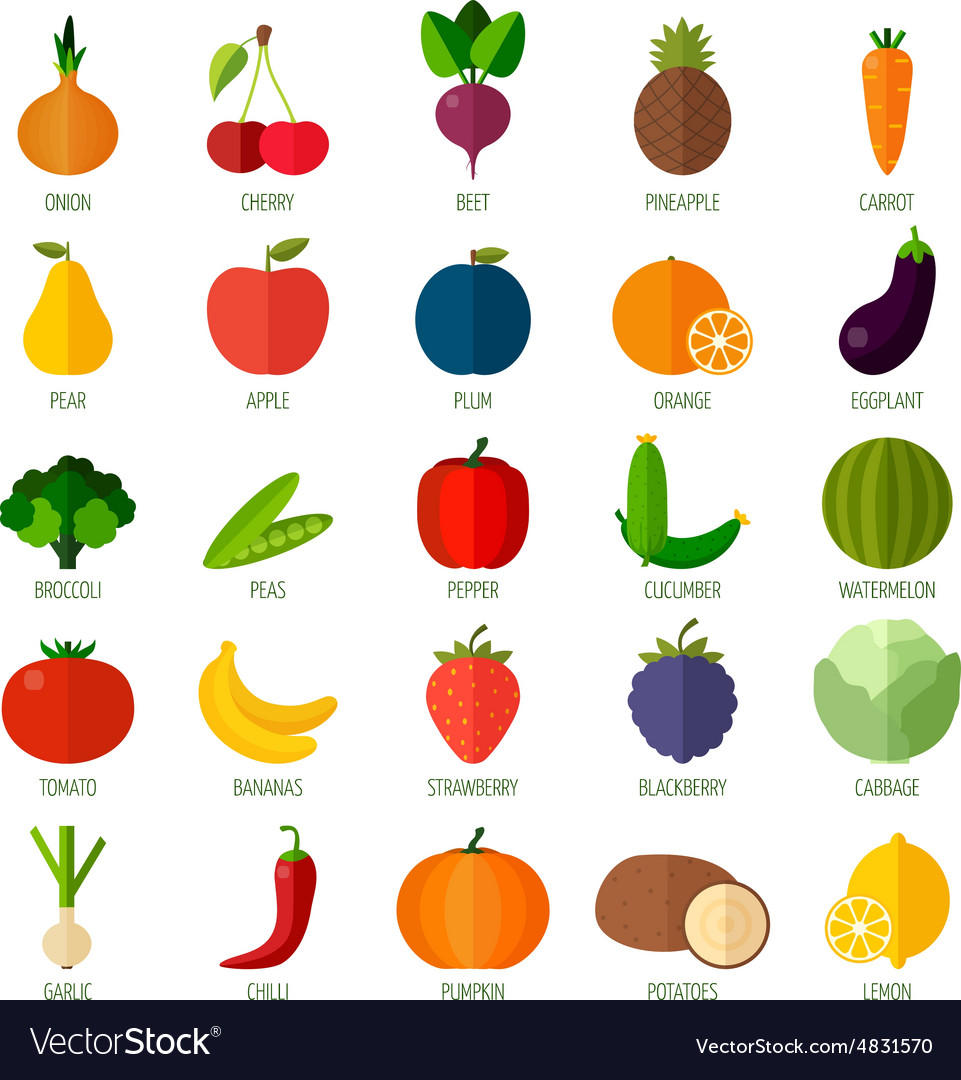 ONION CHERRY BEET PINEAPPLE CARROT
PEAR APPLE PLUM ORANGE EGGPLANT
BROCCOLI PEAS PEPPER CUCUMBER WATERMELON
TOMATO BANANAS STRAWBERRY BLACKBERRY CABBAGE
GARLIC CHILLI PUMPKIN POTATOES LEMON
VectorStock® VectorStock.com/4831570